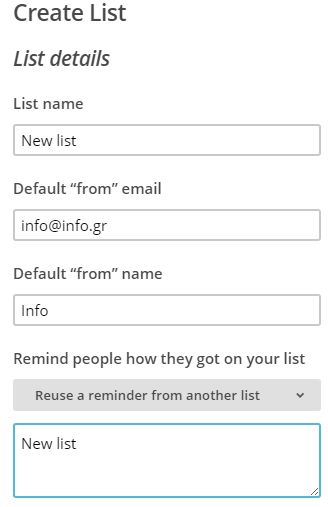 Create List
List details
List name
New list
Default “from” email
info@info.gr
Default “from” name
Info
Remind people how they got on your list
Reuse a reminder from another list
New list